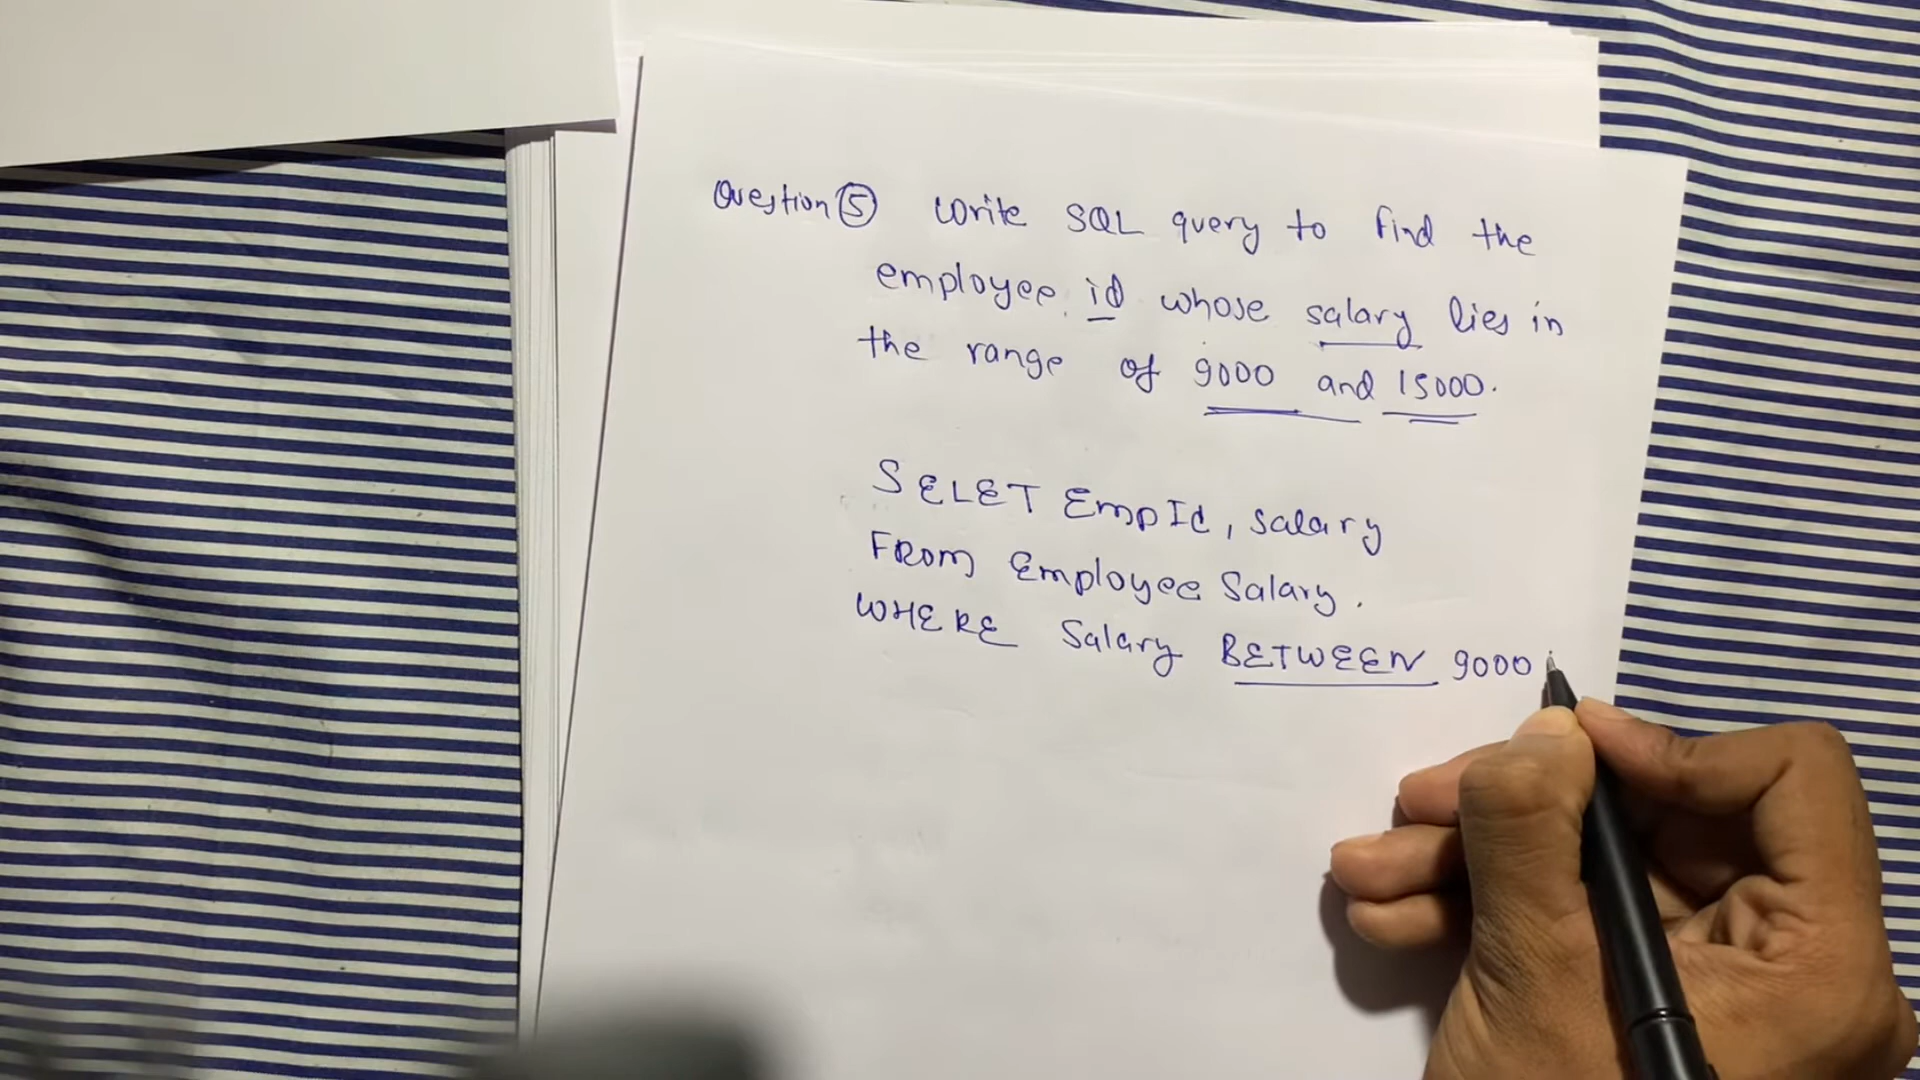 Question ⑤ Write SQL query to find the
employee id whose salary lies in
the range of 9000 and 15000.
SELET EmpId, Salary
FROM Employee Salary.
WHERE Salary BETWEEN 9000